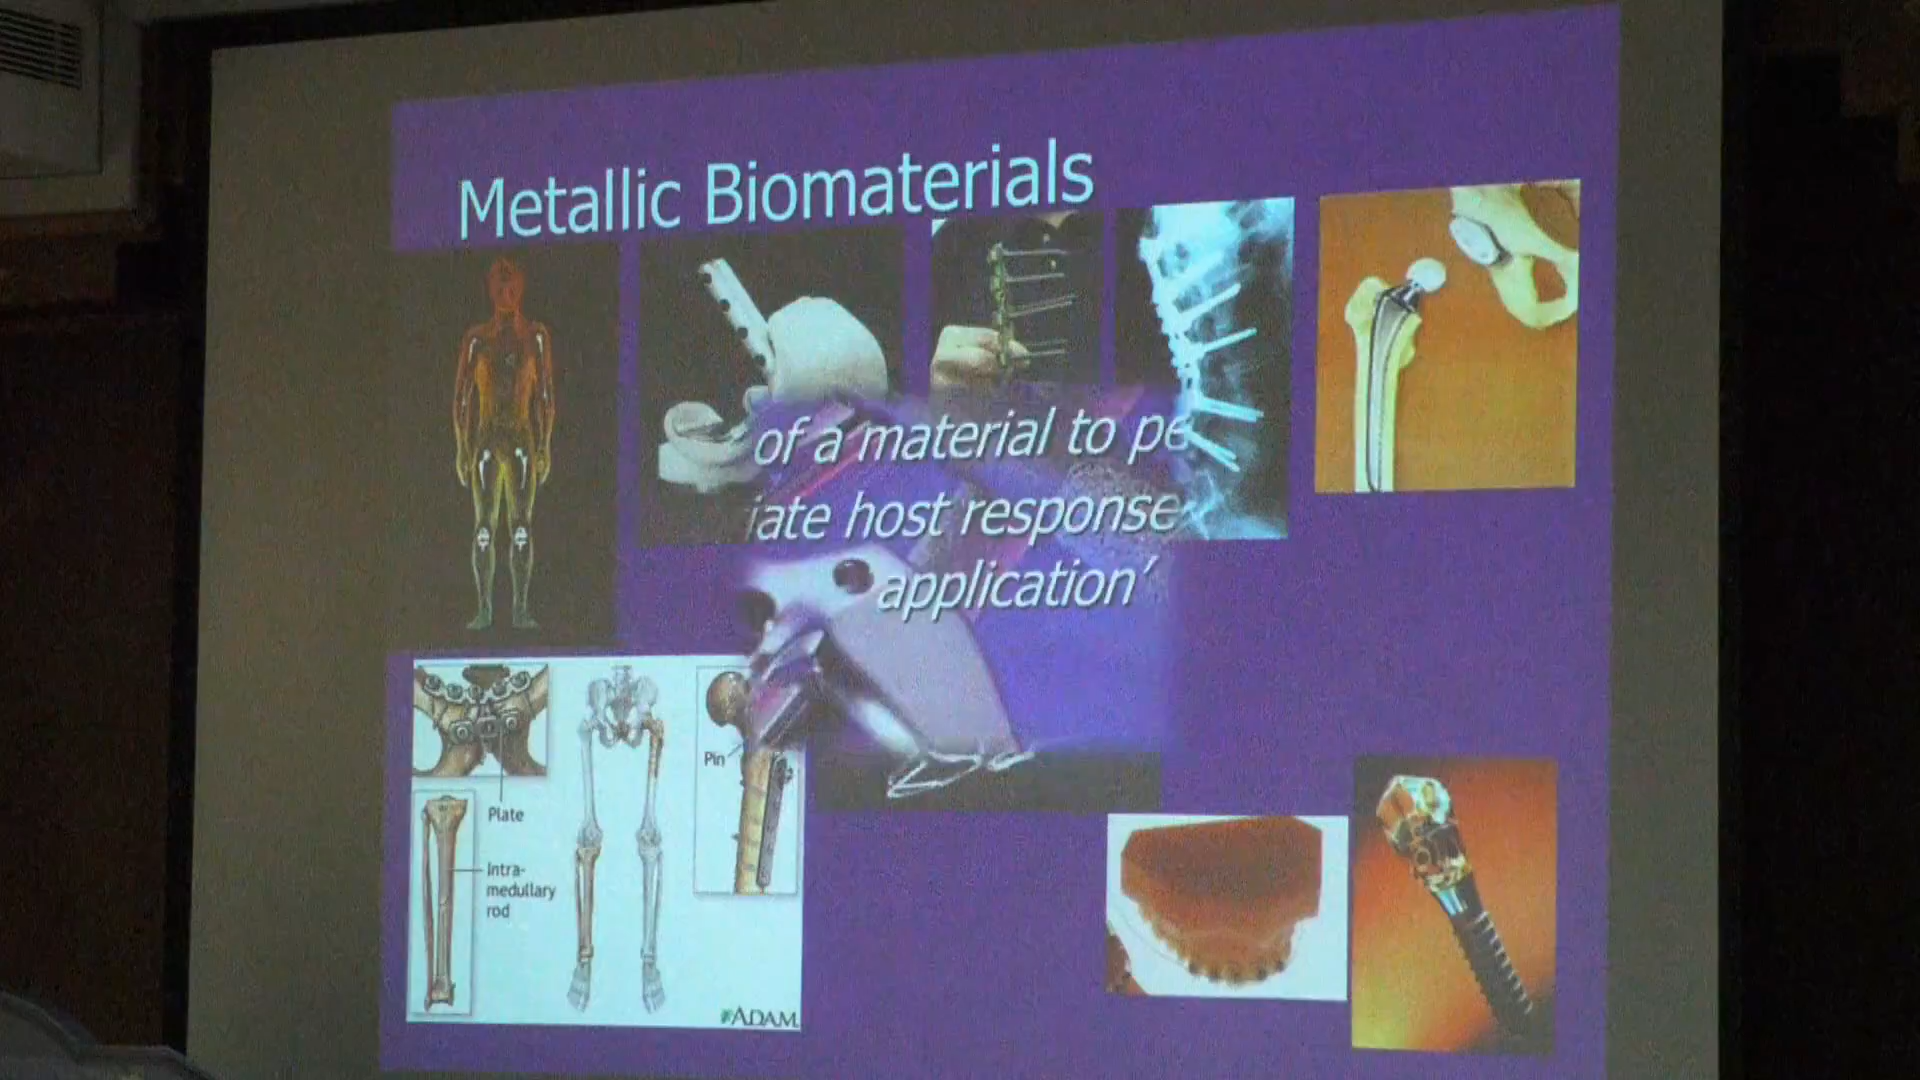 Metallic Biomaterials
of a material to pe
iate host response
application’
Pin
Plate
Intra-
medullary
rod
ADAM